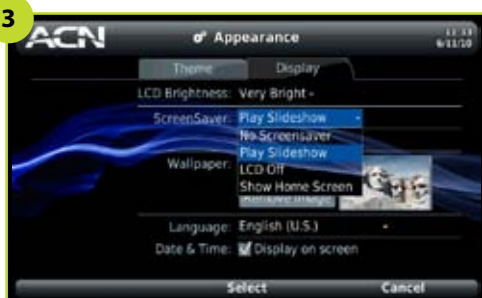 3
ACN
Appearance
11:13
6/11/10
Theme
Display
LCD Brightness: Very Bright
ScreenSaver: Play Slideshow
No Screensaver
Play Slideshow
Wallpaper:
LCD Off
Show Home Screen
Remove Image
Language: English (U.S.)
Date & Time: Display on screen
Select
Cancel